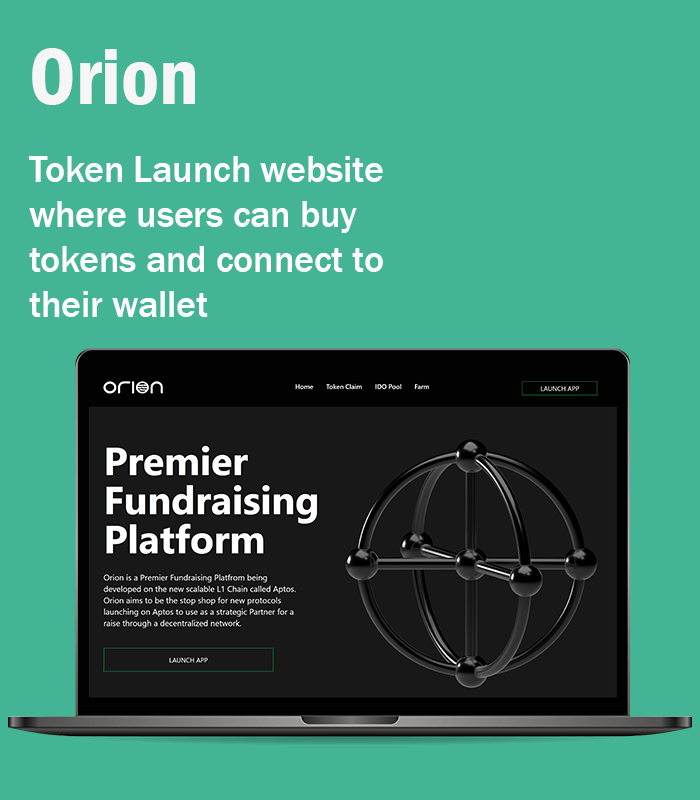 Orion
Token Launch website
where users can buy
tokens and connect to
their wallet
orion Home Token Claim IDO Pool Farm LAUNCH APP
Premier
Fundraising
Platform
Orion is a Premier Fundraising Platfrom being
developed on the new scalable L1 Chain called Aptos.
Orion aims to be the stop shop for new protocols
launching on Aptos to use as a strategic Partner for a
raise through a decentralized network.
LAUNCH APP